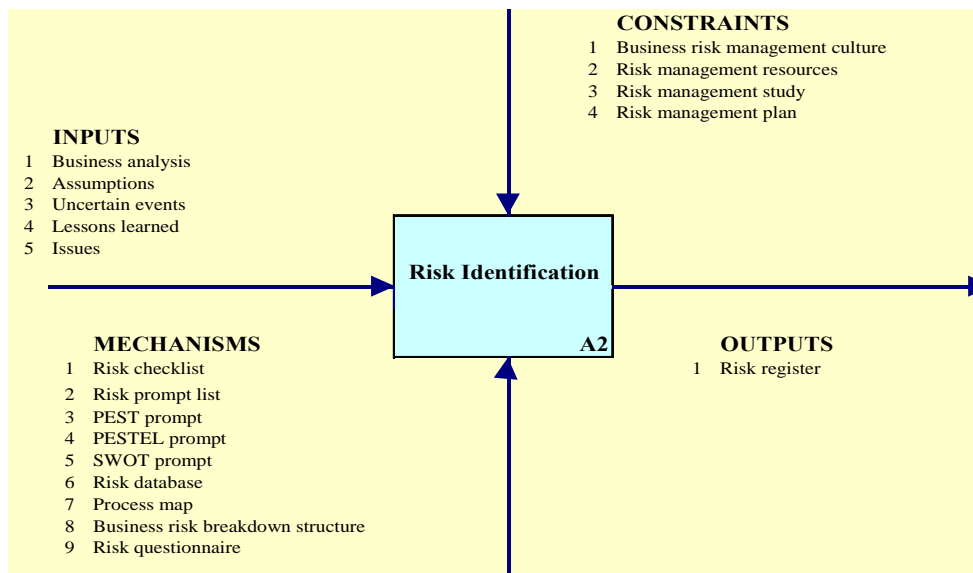 CONSTRAINTS
1 Business risk management culture
2 Risk management resources
3 Risk management study
4 Risk management plan
INPUTS
1 Business analysis
2 Assumptions
3 Uncertain events
4 Lessons learned
5 Issues
Risk Identification
A2
MECHANISMS
1 Risk checklist
2 Risk prompt list
3 PEST prompt
4 PESTEL prompt
5 SWOT prompt
6 Risk database
7 Process map
8 Business risk breakdown structure
9 Risk questionnaire
OUTPUTS
1 Risk register